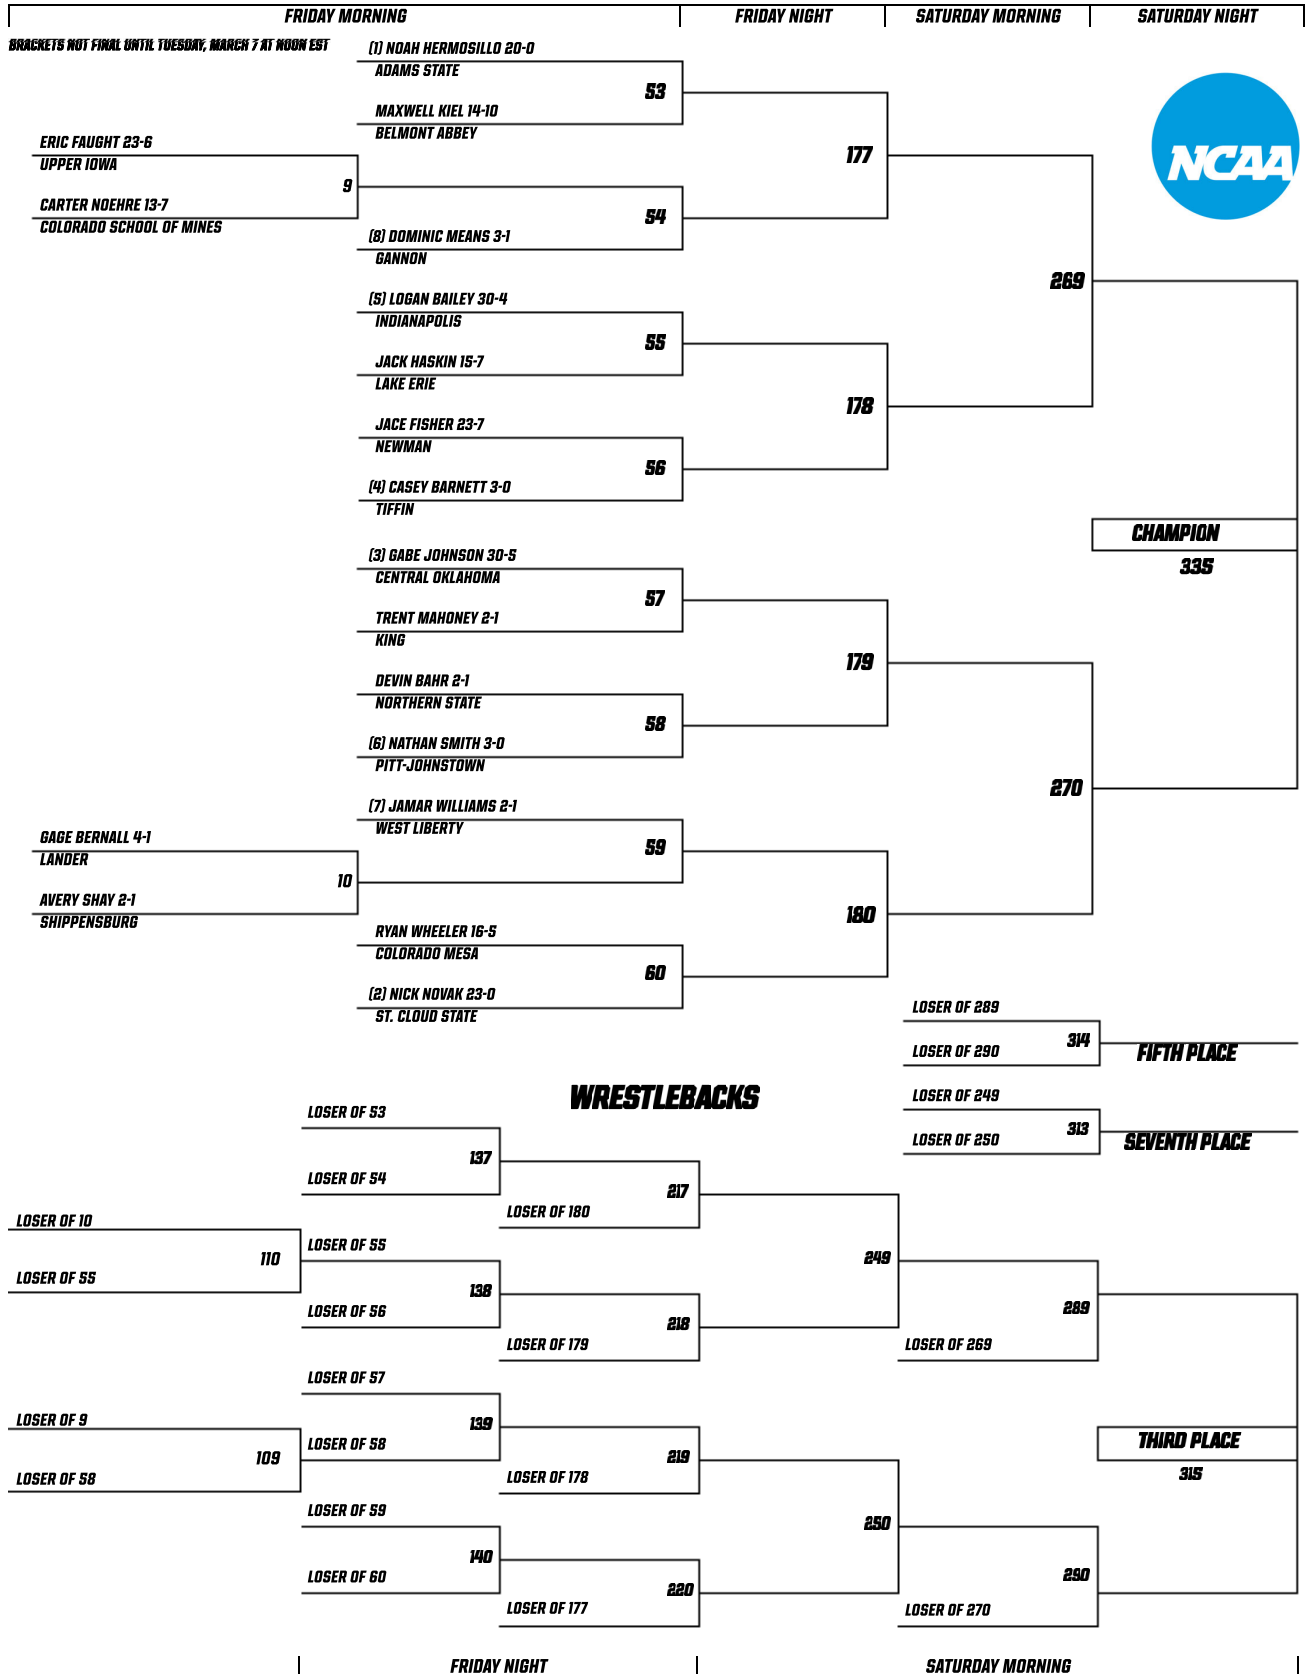 FRIDAY MORNING
FRIDAY NIGHT
SATURDAY MORNING
SATURDAY NIGHT
BRACKETS NOT FINAL UNTIL TUESDAY, MARCH 7 AT NOON EST
(1) NOAH HERMOSILLO 20-0
ADAMS STATE
53
MAXWELL KIEL 14-10
BELMONT ABBEY
NCAA
177
ERIC FAUGHT 23-6
UPPER IOWA
9
CARTER NOEHRE 13-7
COLORADO SCHOOL OF MINES
54
(8) DOMINIC MEANS 3-1
GANNON
269
(5) LOGAN BAILEY 30-4
INDIANAPOLIS
55
JACK HASKIN 15-7
LAKE ERIE
178
JACE FISHER 23-7
NEWMAN
56
(4) CASEY BARNETT 3-0
TIFFIN
CHAMPION
335
(3) GABE JOHNSON 30-5
CENTRAL OKLAHOMA
57
TRENT MAHONEY 2-1
KING
179
DEVIN BAHR 2-1
NORTHERN STATE
58
(6) NATHAN SMITH 3-0
PITT-JOHNSTOWN
270
(7) JAMAR WILLIAMS 2-1
WEST LIBERTY
59
GAGE BERNALL 4-1
LANDER
10
AVERY SHAY 2-1
SHIPPENSBURG
180
RYAN WHEELER 16-5
COLORADO MESA
60
(2) NICK NOVAK 23-0
ST. CLOUD STATE
LOSER OF 289
314
LOSER OF 290
FIFTH PLACE
LOSER OF 249
313
LOSER OF 250
SEVENTH PLACE
WRESTLEBACKS
LOSER OF 53
137
LOSER OF 54
217
LOSER OF 180
LOSER OF 10
110
LOSER OF 55
LOSER OF 55
138
LOSER OF 56
249
218
LOSER OF 179
289
LOSER OF 269
LOSER OF 57
139
LOSER OF 9
LOSER OF 58
109
LOSER OF 58
219
LOSER OF 178
THIRD PLACE
315
LOSER OF 59
140
LOSER OF 60
250
220
LOSER OF 177
290
LOSER OF 270
FRIDAY NIGHT
SATURDAY MORNING